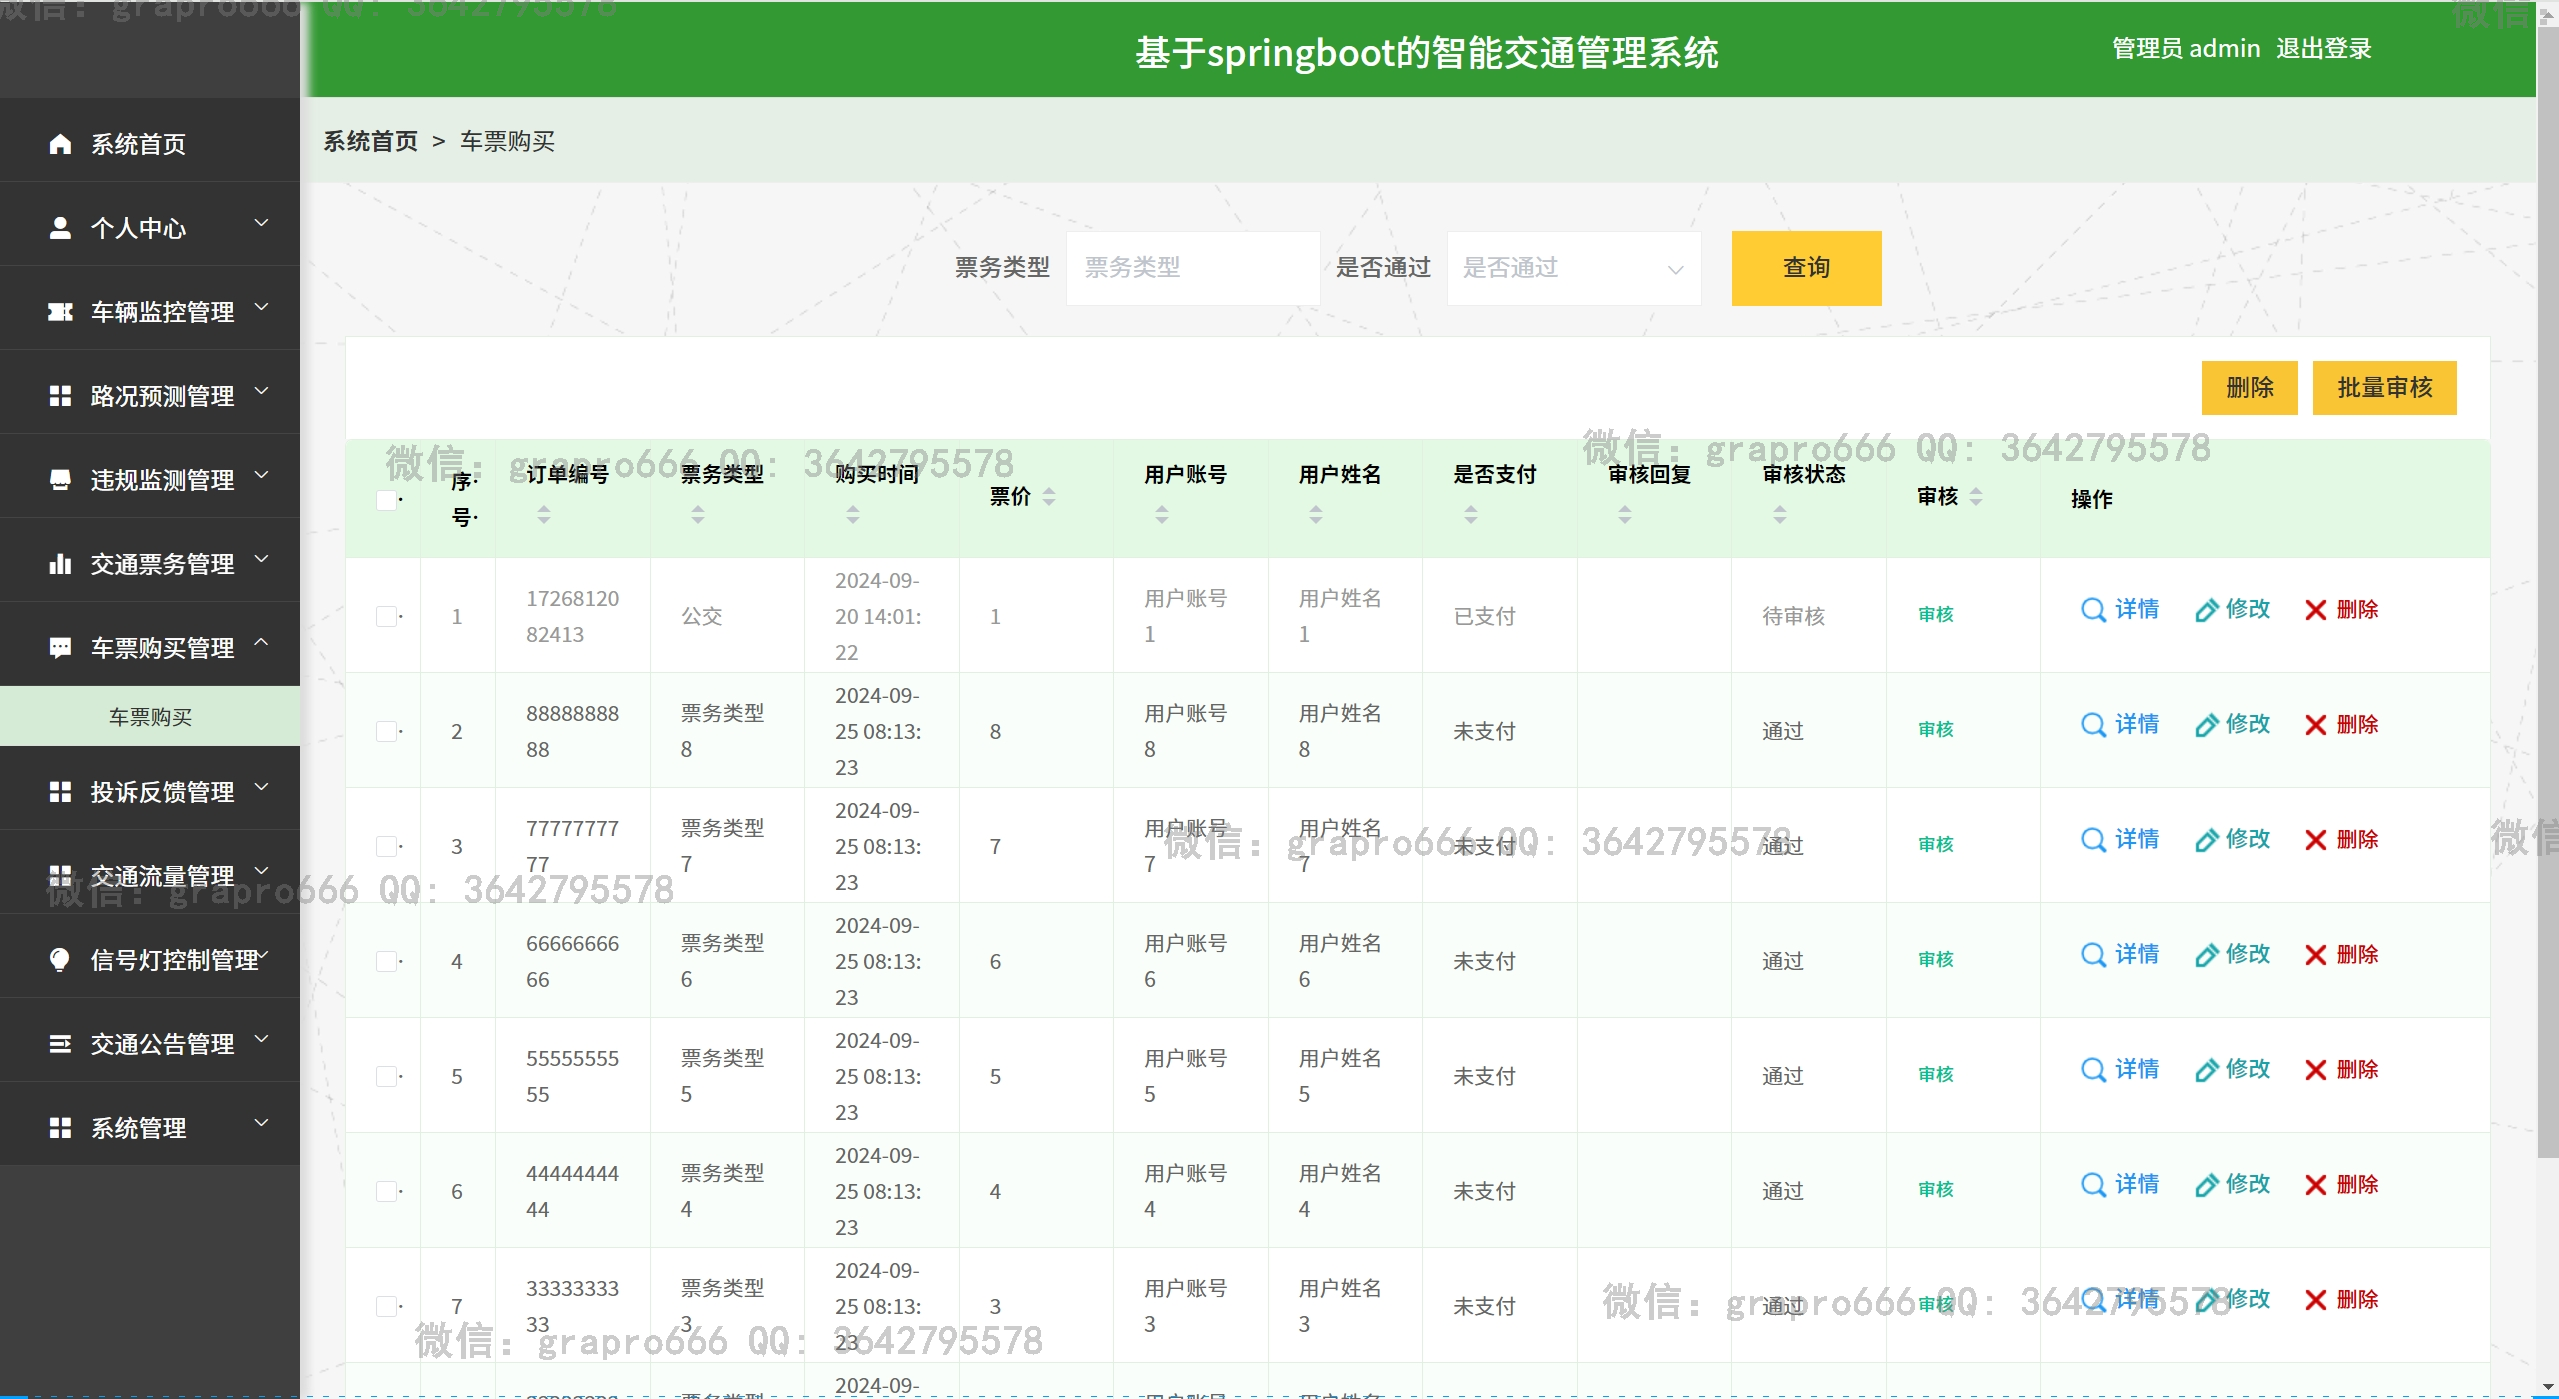 微信: grapro666 QQ: 3642795578
微信
基于springboot的智能交通管理系统
管理员 admin 退出登录
系统首页
个人中心
车辆监控管理
路况预测管理
违规监测管理
交通票务管理
车票购买管理
车票购买
投诉反馈管理
交通流量管理
信号灯控制管理
交通公告管理
系统管理
系统首页 > 车票购买
票务类型 票务类型 是否通过 是否通过 查询
删除 批量审核
微信: grapro666 QQ: 3642795578
微信: grapro666 QQ: 3642795578
序号 订单编号 票务类型 购买时间 票价 用户账号 用户姓名 是否支付 审核回复 审核状态 审核 操作
1 1726812082413 公交 2024-09-20 14:01:22 1 用户账号1 用户姓名1 已支付 待审核 审核 详情 修改 删除
2 8888888888 票务类型8 2024-09-25 08:13:23 8 用户账号8 用户姓名8 未支付 通过 审核 详情 修改 删除
3 7777777777 票务类型7 2024-09-25 08:13:23 7 用户账号7 用户姓名7 未支付 通过 审核 详情 修改 删除
微信: grapro666 QQ: 3642795578
微信
微信: grapro666 QQ: 3642795578
4 6666666666 票务类型6 2024-09-25 08:13:23 6 用户账号6 用户姓名6 未支付 通过 审核 详情 修改 删除
5 5555555555 票务类型5 2024-09-25 08:13:23 5 用户账号5 用户姓名5 未支付 通过 审核 详情 修改 删除
6 4444444444 票务类型4 2024-09-25 08:13:23 4 用户账号4 用户姓名4 未支付 通过 审核 详情 修改 删除
7 3333333333 票务类型3 2024-09-25 08:13:23 3 用户账号3 用户姓名3 未支付 通过 审核 详情 修改 删除
微信: grapro666 QQ: 3642795578
微信: grapro666 QQ: 3642795578
2024-09-